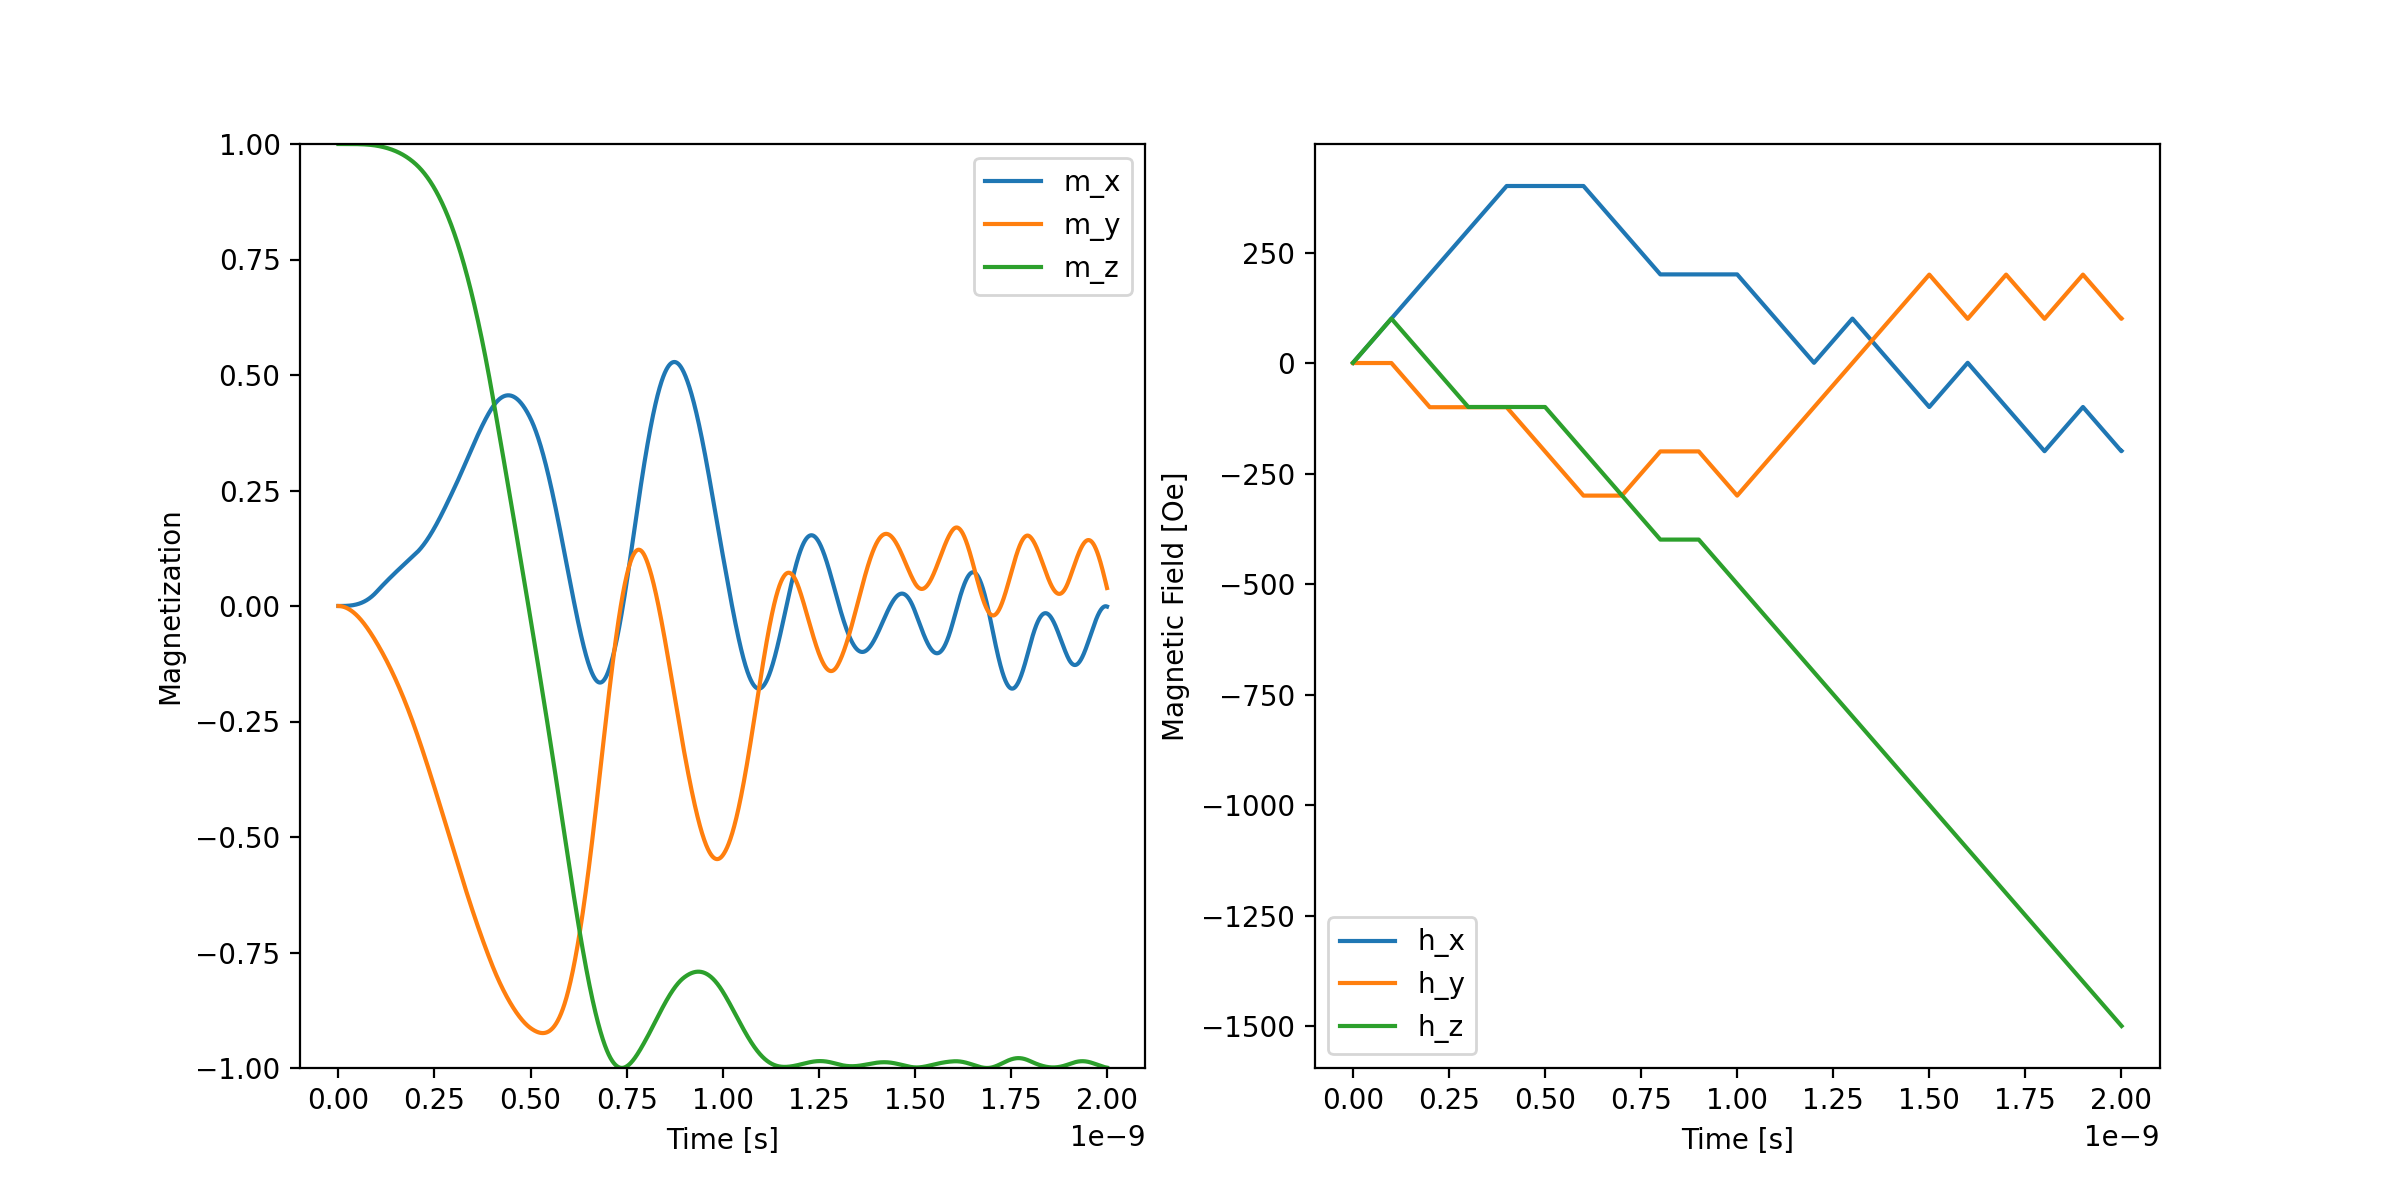 1.00
0.75
0.50
0.25
0.00
−0.25
−0.50
−0.75
−1.00
Magnetization
m_x
m_y
m_z
0.00 0.25 0.50 0.75 1.00 1.25 1.50 1.75 2.00
Time [s]
1e−9
250
0
−250
−500
−750
−1000
−1250
−1500
Magnetic Field [Oe]
h_x
h_y
h_z
0.00 0.25 0.50 0.75 1.00 1.25 1.50 1.75 2.00
Time [s]
1e−9